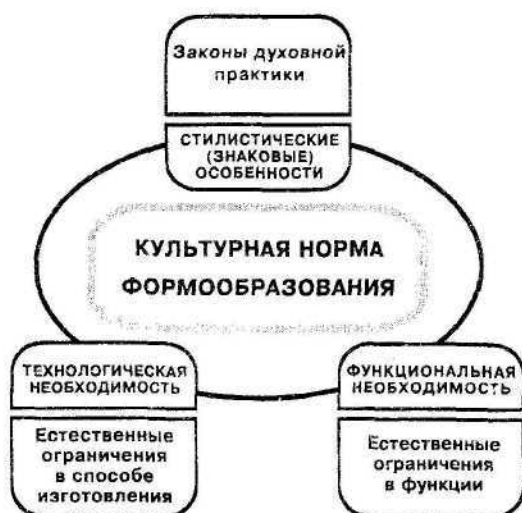 Законы духовной
практики
СТИЛИСТИЧЕСКИЕ
(ЗНАКОВЫЕ)
ОСОБЕННОСТИ
КУЛЬТУРНАЯ НОРМА
ФОРМООБРАЗОВАНИЯ
ТЕХНОЛОГИЧЕСКАЯ
НЕОБХОДИМОСТЬ
Естественные
ограничения
в способе
изготовления
ФУНКЦИОНАЛЬНАЯ
НЕОБХОДИМОСТЬ
Естественные
ограничения
в функции